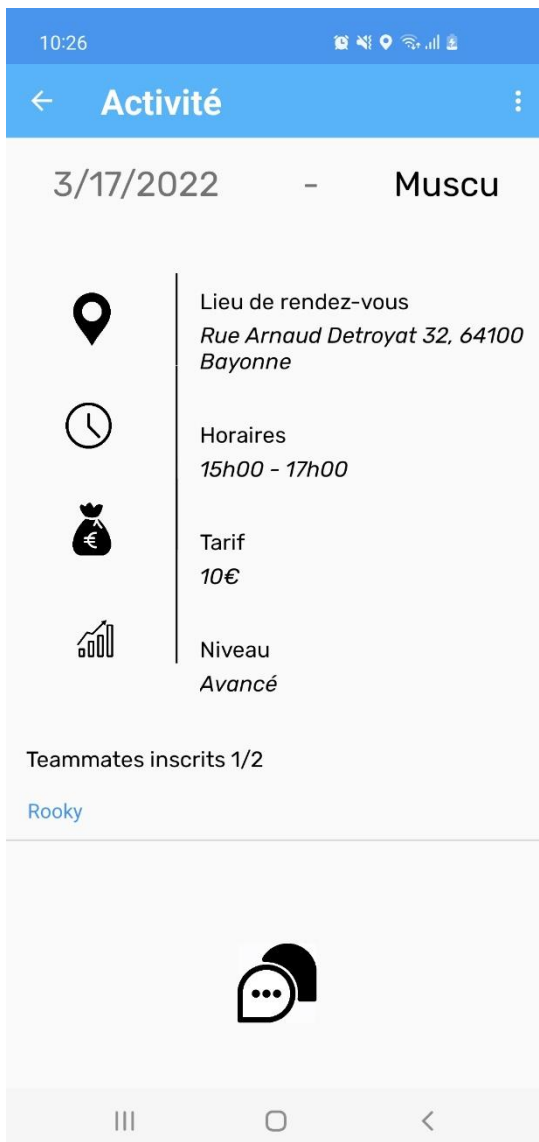 10:26
Activité
3/17/2022 - Muscu
Lieu de rendez-vous
Rue Arnaud Detroyat 32, 64100
Bayonne
Horaires
15h00 - 17h00
€
Tarif
10€
Niveau
Avancé
Teammates inscrits 1/2
Rooky